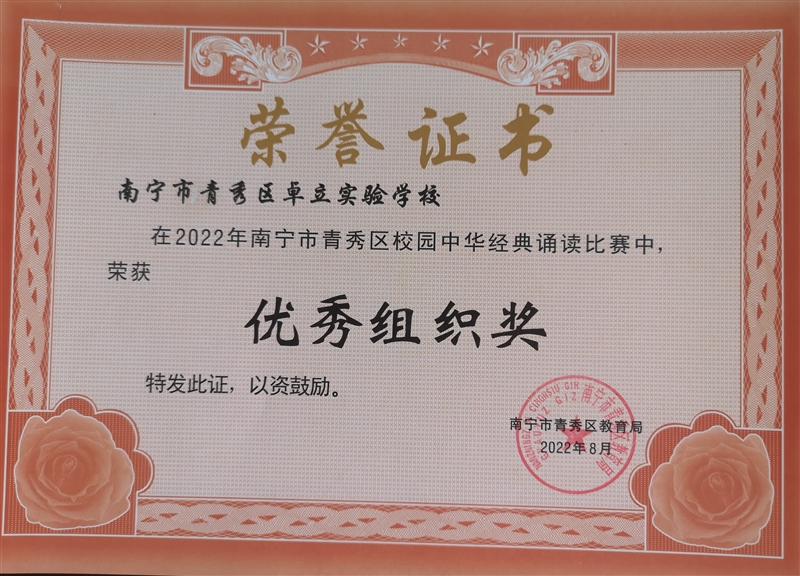 荣誉证书
南宁市青秀区卓立实验学校
在2022年南宁市青秀区校园中华经典诵读比赛中，
荣获
优秀组织奖
特发此证，以资鼓励。
南宁市青秀区教育局
2022年8月